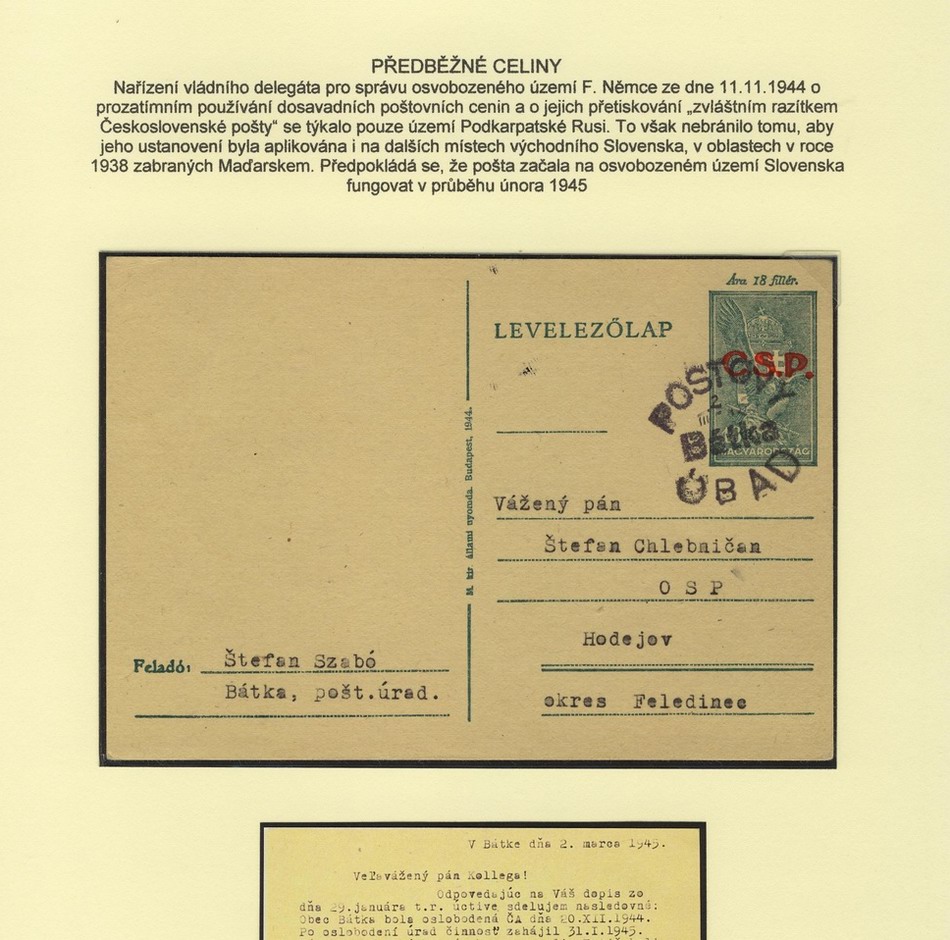 PŘEDBĚŽNÉ CELINY
Nařízení vládního delegáta pro správu osvobozeného území F. Němce ze dne 11.11.1944 o
prozatímním používání dosavadních poštovních cenin a o jejich přetiskování „zvláštním razítkem
Československé pošty“ se týkalo pouze území Podkarpatské Rusi. To však nebránilo tomu, aby
jeho ustanovení byla aplikována i na dalších místech východního Slovenska, v oblastech v roce
1938 zabraných Maďarskem. Předpokládá se, že pošta začala na osvobozeném území Slovenska
fungovat v průběhu února 1945
Ára 18 fillér.
LEVELEZŐLAP
ČS.P.
POŠTOVÝ
2
III
Bátka
ÚRAD
MAGYARORSZÁG
M. kir. állami nyomda. Budapest, 1944.
Vážený pán
Štefan Chlebničan
O S P
Hodejov
okres Feledinec
Feladó: Štefan Szabó
Bátka, pošt.úrad.
V Bátke dňa 2. marca 1945.
Veľavážený pán Kollega!
Odpovedajúc na Váš dopis zo
dňa 29.januára t.r. úctive sdelujem nasledovné:
Obec Bátka bola oslobodená ČA dňa 20.XII.1944.
Po oslobodení úrad činnosť zahájil 31.I.1945.